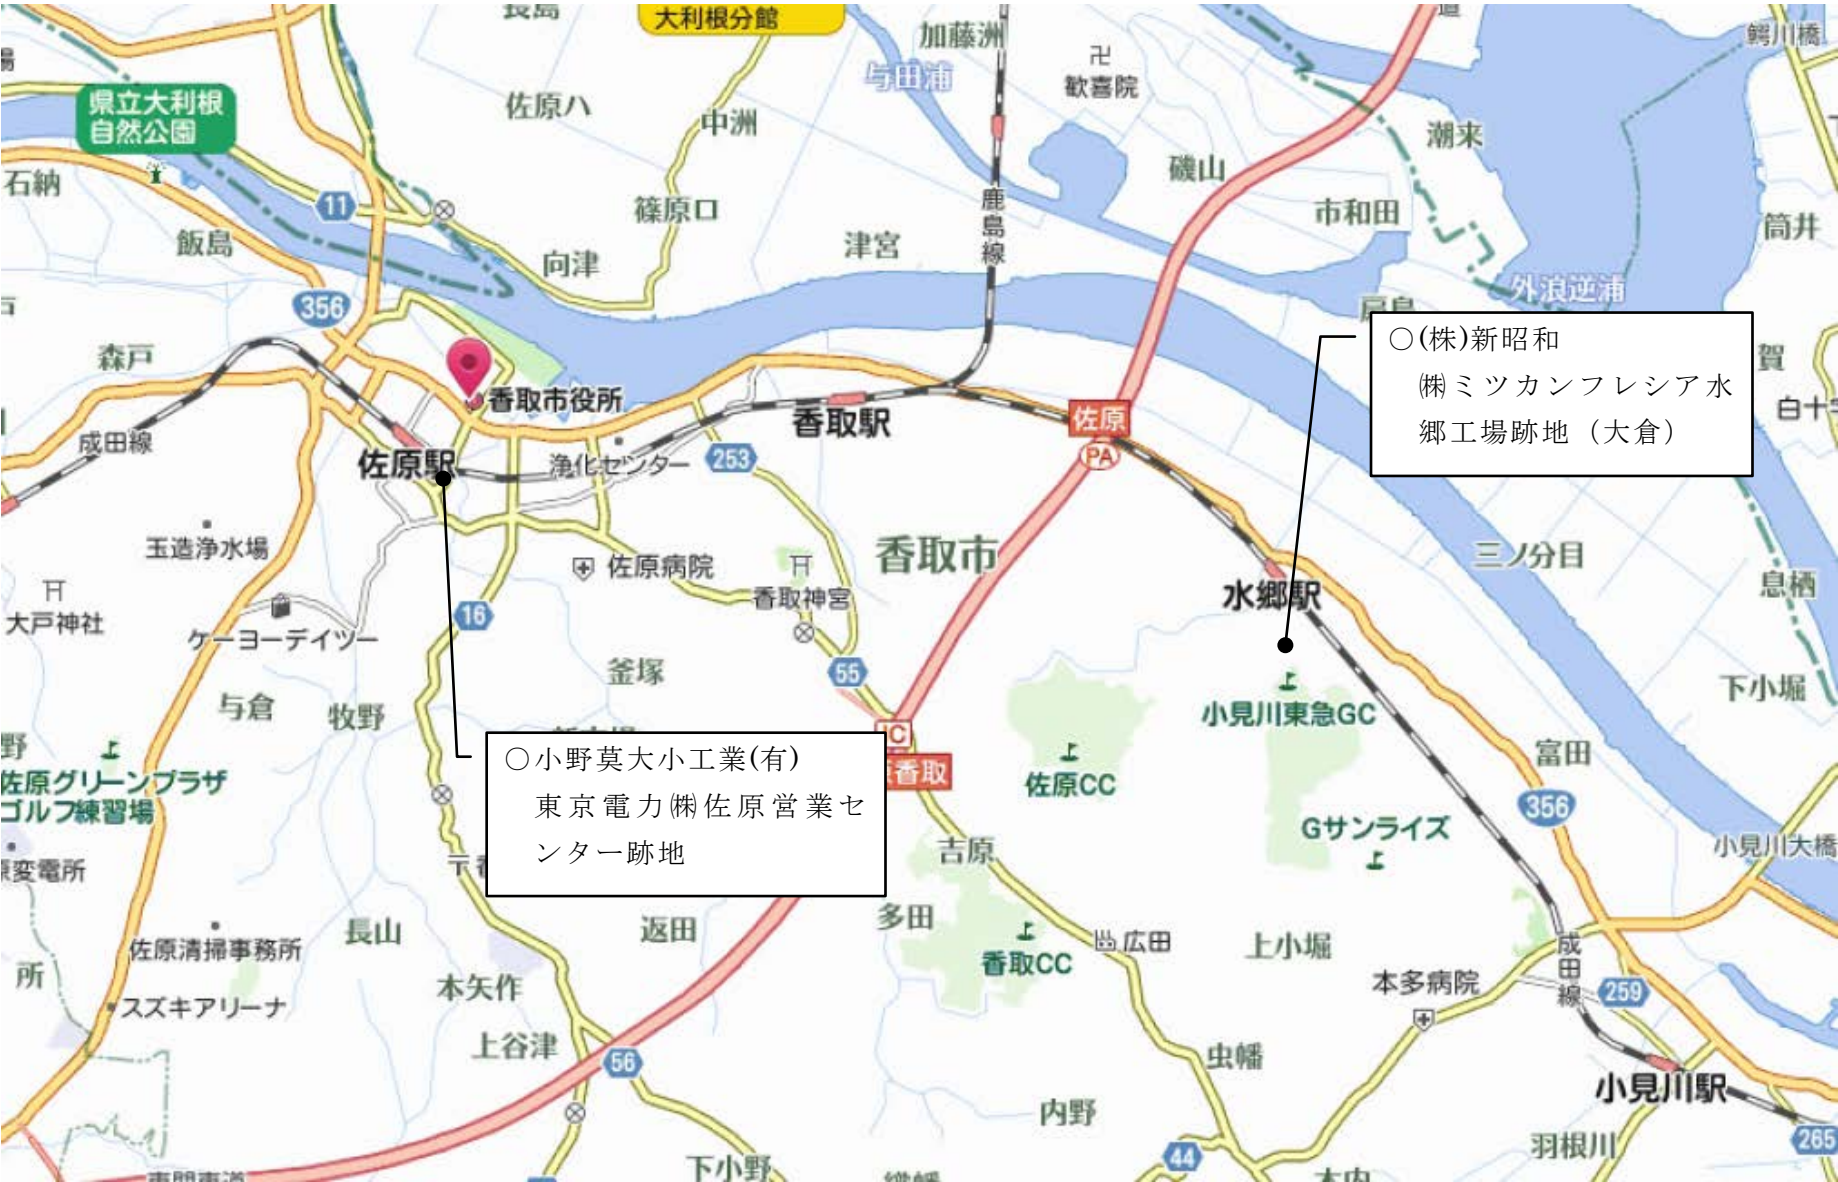 長島
大利根分館
加藤洲
与田浦
歓喜院
鰐川橋
県立大利根
自然公園
佐原ハ
中洲
潮来
磯山
石納
11
篠原ロ
鹿島線
市和田
筒井
飯島
向津
津宮
外浪逆浦
356
扇島
森戸
○(株)新昭和
㈱ミツカンフレシア水
郷工場跡地（大倉）
賀
香取市役所
香取駅
佐原
PA
白十
成田線
佐原駅
浄化センター
253
玉造浄水場
佐原病院
香取市
三ノ分目
大戸神社
香取神宮
水郷駅
息栖
16
ケーヨーデイツー
釜塚
55
下小堀
与倉
牧野
小見川東急GC
○小野莫大小工業(有)
東京電力㈱佐原営業セ
ンター跡地
IC
香取
野
富田
佐原グリーンプラザ
ゴルフ練習場
佐原CC
356
Gサンライズ
小見川大橋
変電所
吉原
長山
返田
多田
佐原清掃事務所
広田
上小堀
所
香取CC
成田線
本矢作
本多病院
259
スズキアリーナ
上谷津
56
虫幡
小見川駅
内野
羽根川
265
44
下小野